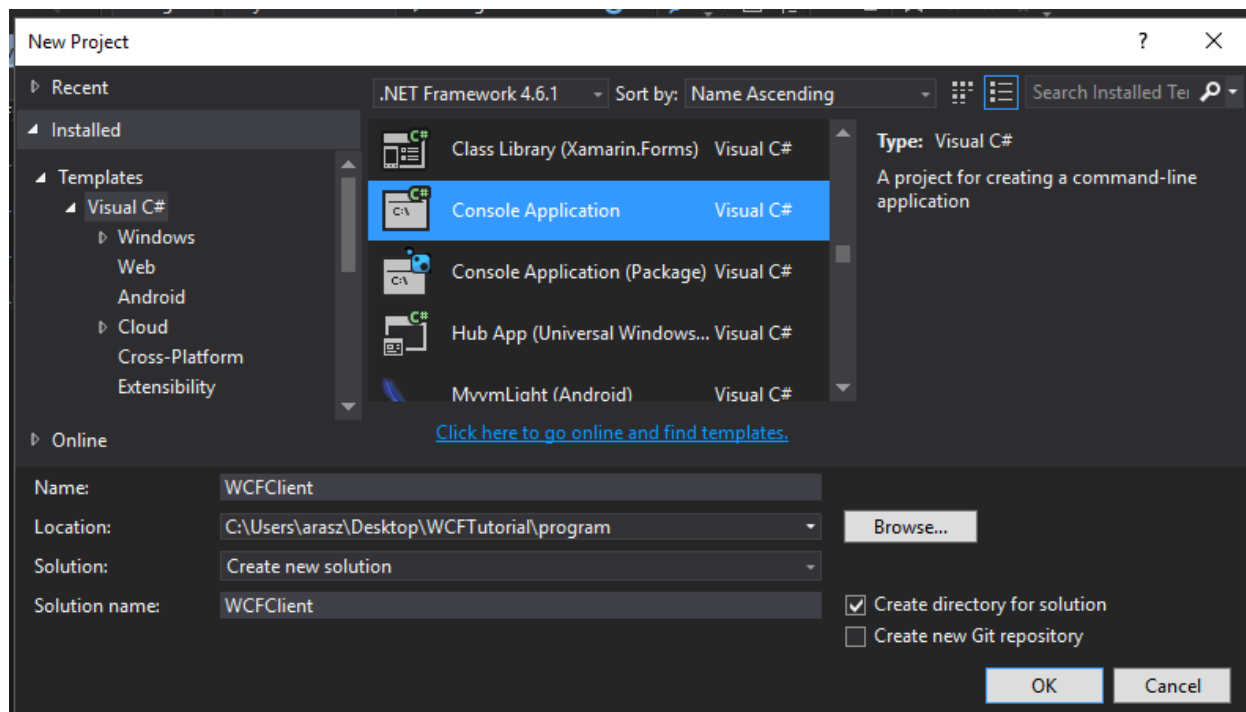 New Project ?
Recent
Installed
Templates
Visual C#
Windows
Web
Android
Cloud
Cross-Platform
Extensibility
Online
.NET Framework 4.6.1 Sort by: Name Ascending
Search Installed Te
C# Class Library (Xamarin.Forms) Visual C#
C# C:\ Console Application Visual C#
C:\ Console Application (Package) Visual C#
C# Hub App (Universal Windows... Visual C#
MvvmLight (Android) Visual C#
Click here to go online and find templates.
Type: Visual C#
A project for creating a command-line
application
Name: WCFClient
Location: C:\Users\arasz\Desktop\WCFTutorial\program Browse...
Solution: Create new solution
Solution name: WCFClient
Create directory for solution
Create new Git repository
OK Cancel